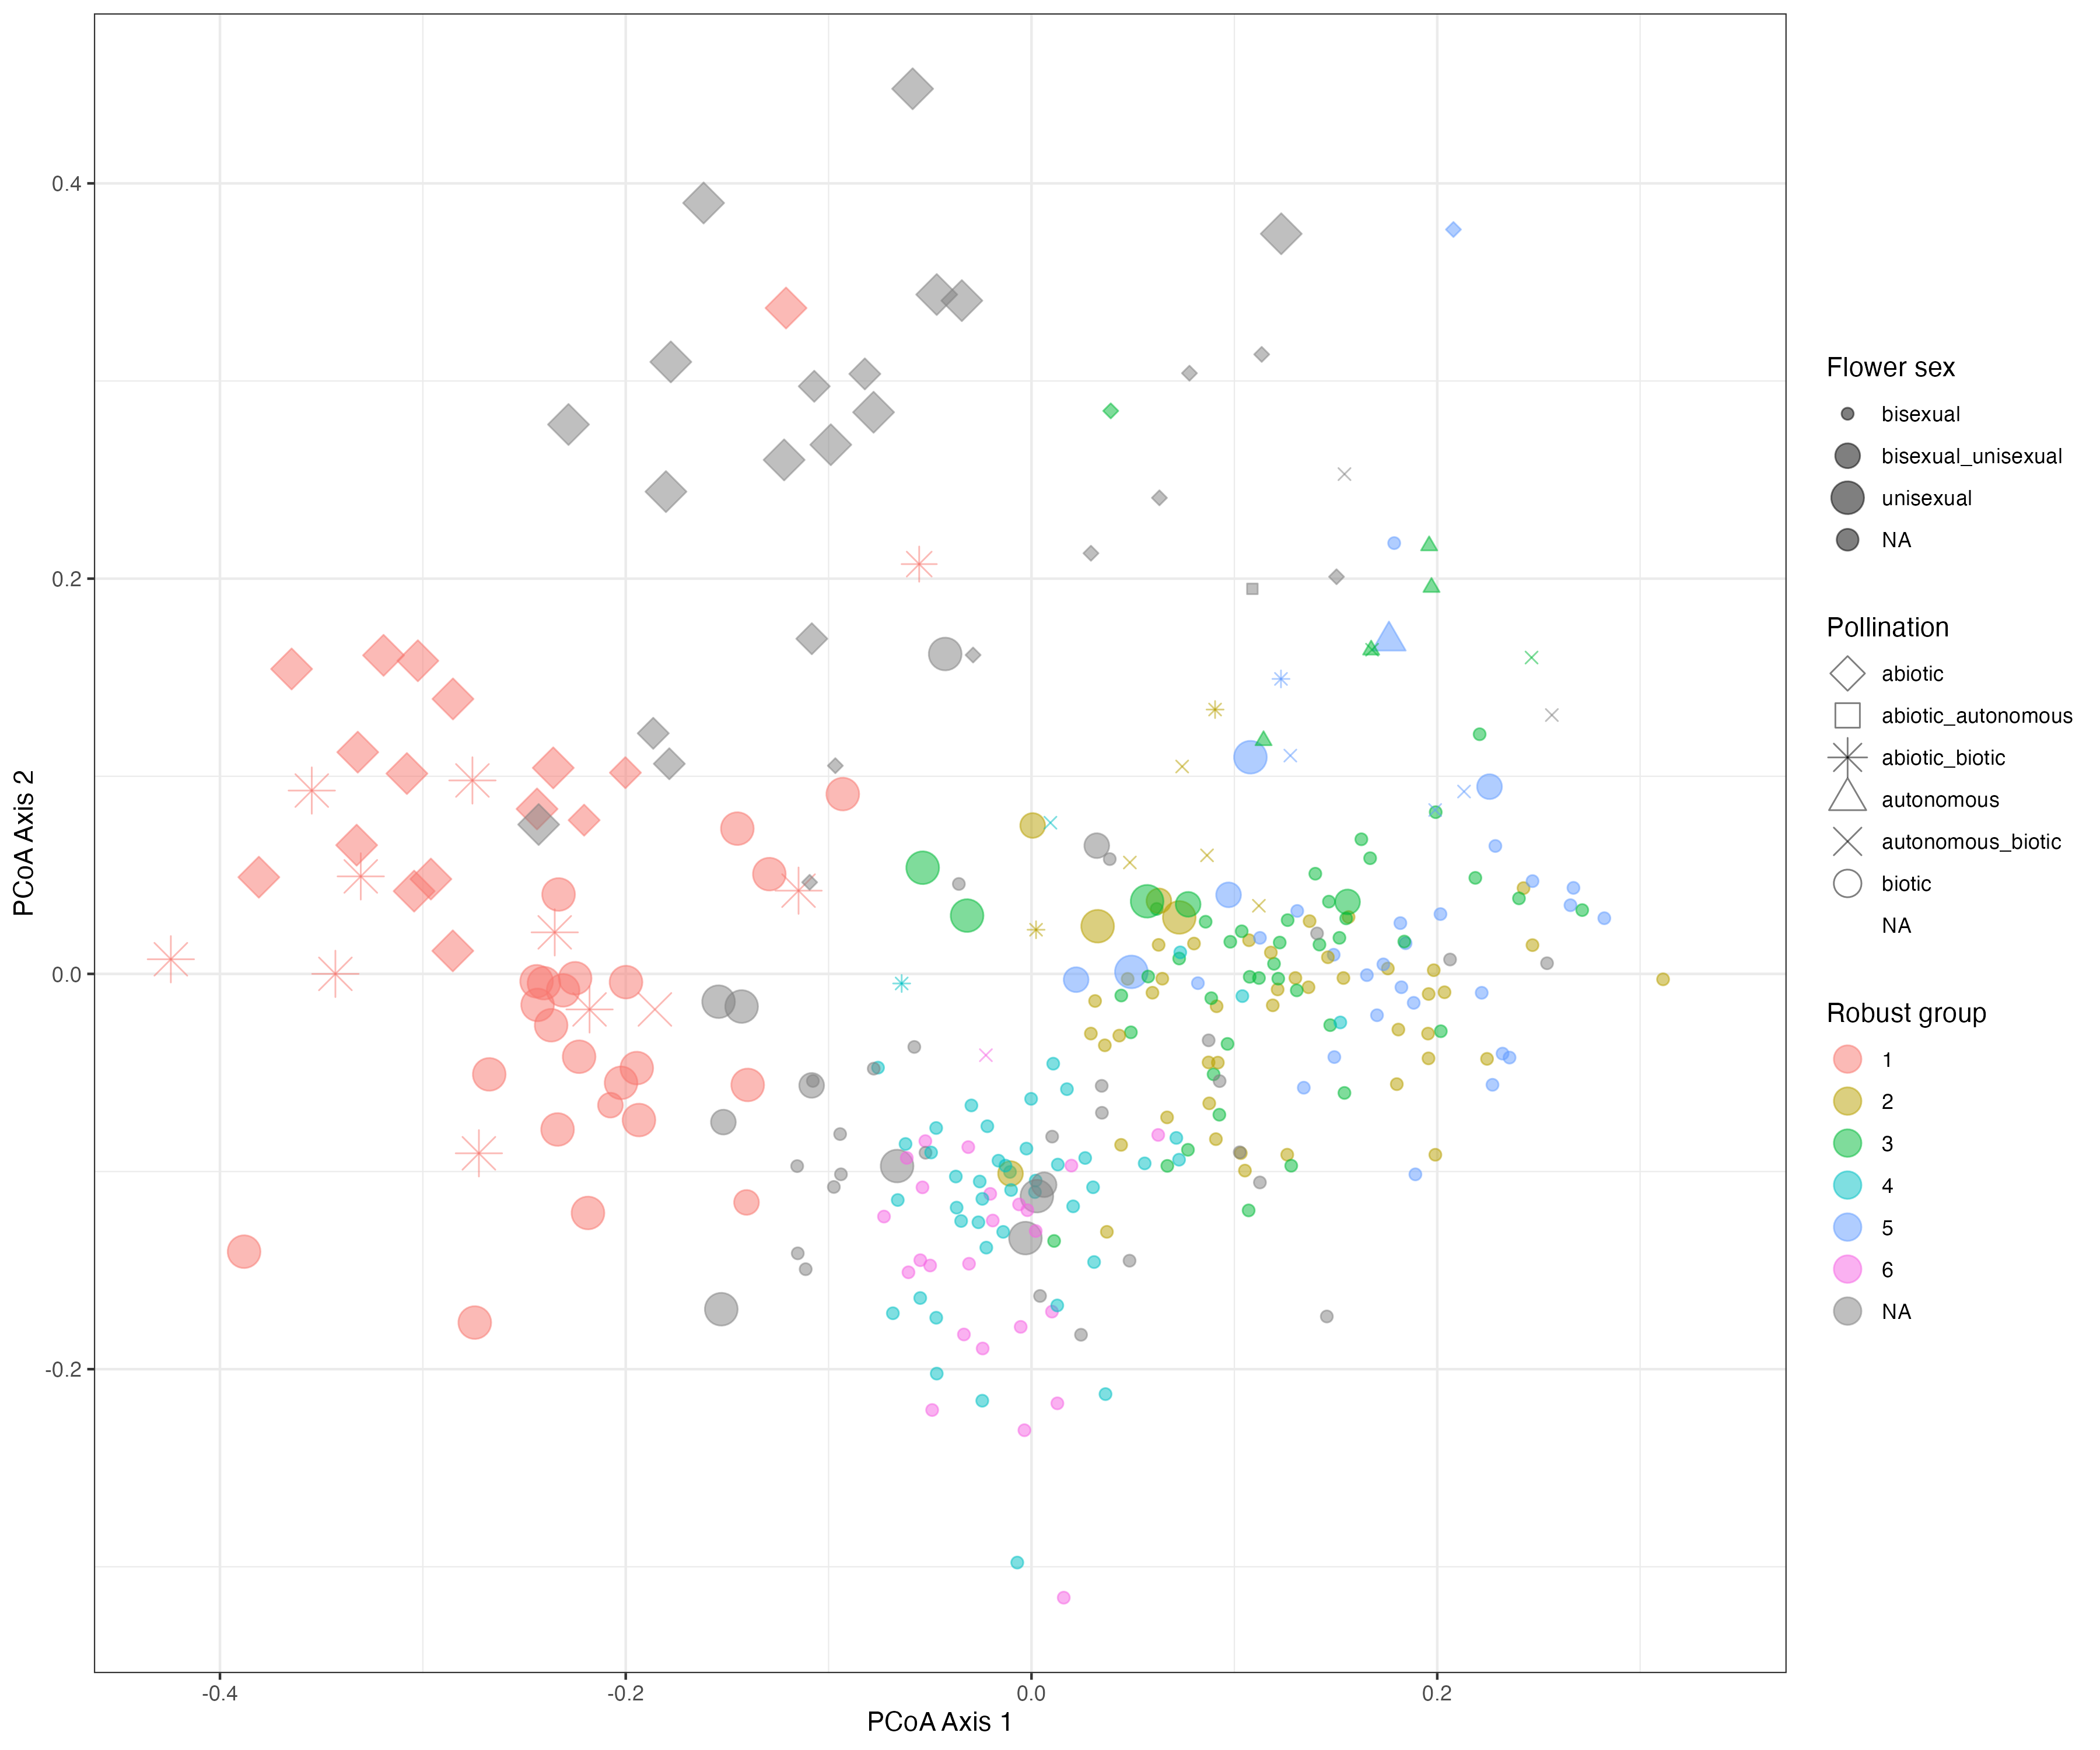 0.4
0.2
0.0
-0.2
-0.4
-0.2
0.0
0.2
PCoA Axis 1
PCoA Axis 2
Flower sex
bisexual
bisexual_unisexual
unisexual
NA
Pollination
abiotic
abiotic_autonomous
abiotic_biotic
autonomous
autonomous_biotic
biotic
NA
Robust group
1
2
3
4
5
6
NA